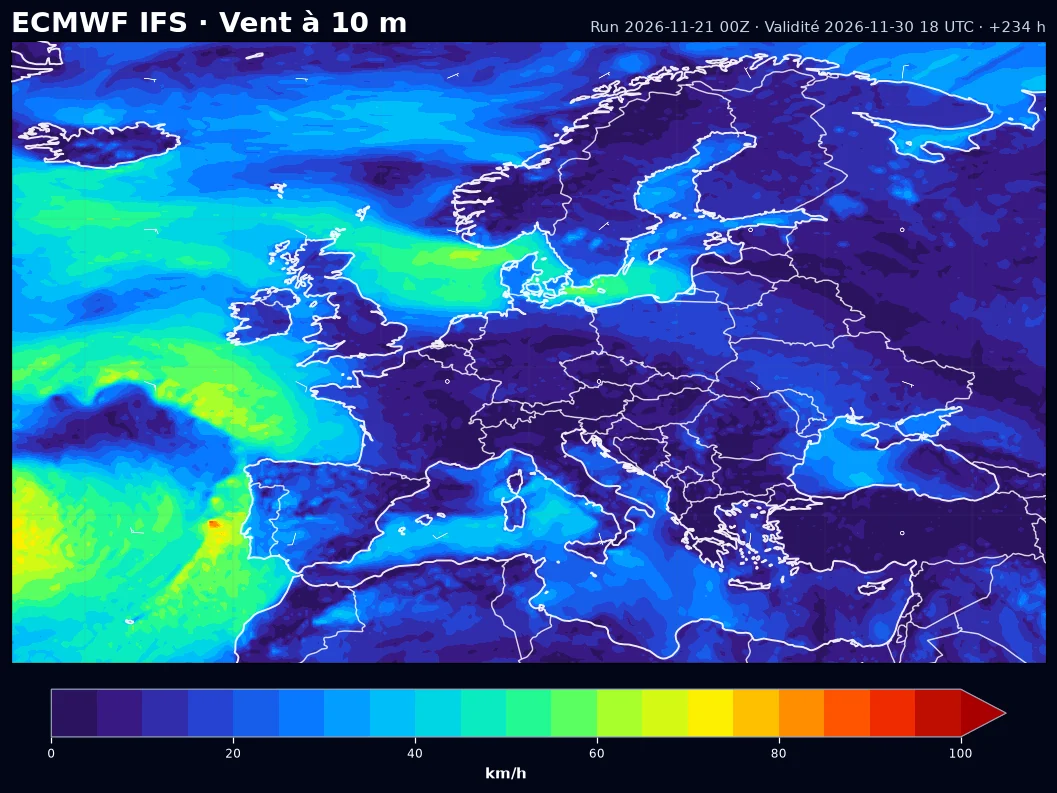 ECMWF IFS · Vent à 10 m
Run 2026-11-21 00Z · Validité 2026-11-30 18 UTC · +234 h
0 20 40 60 80 100
km/h